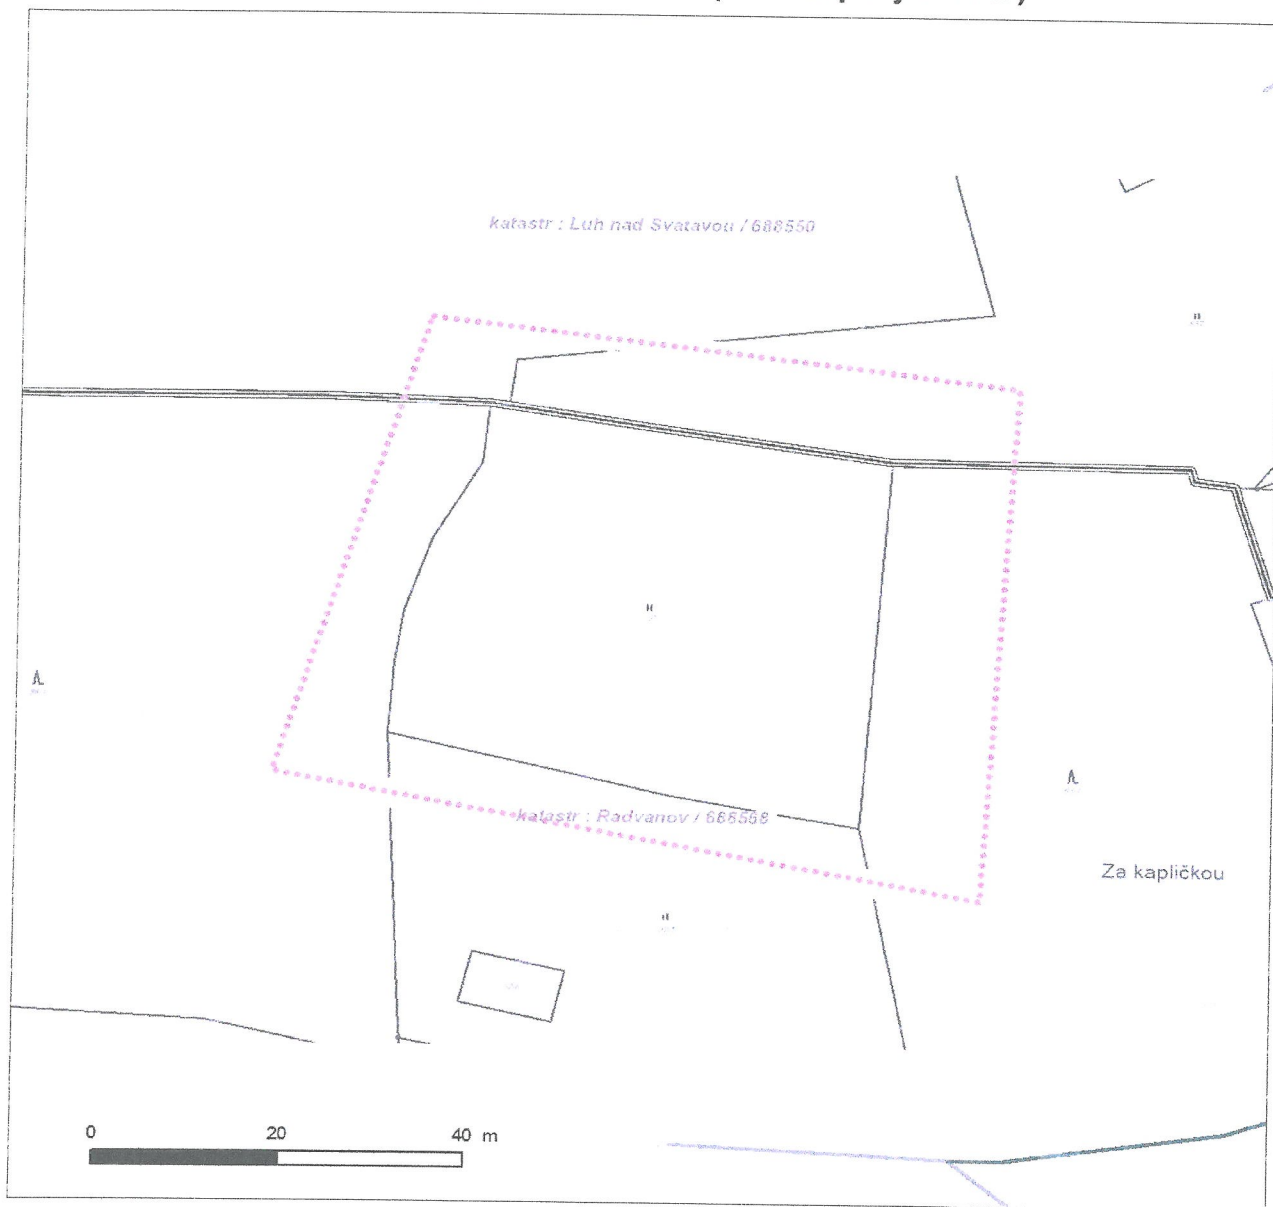 katastr : Luh nad Svatavou / 688550
katastr : Radvanov / 688568
Za kapličkou
0 20 40 m